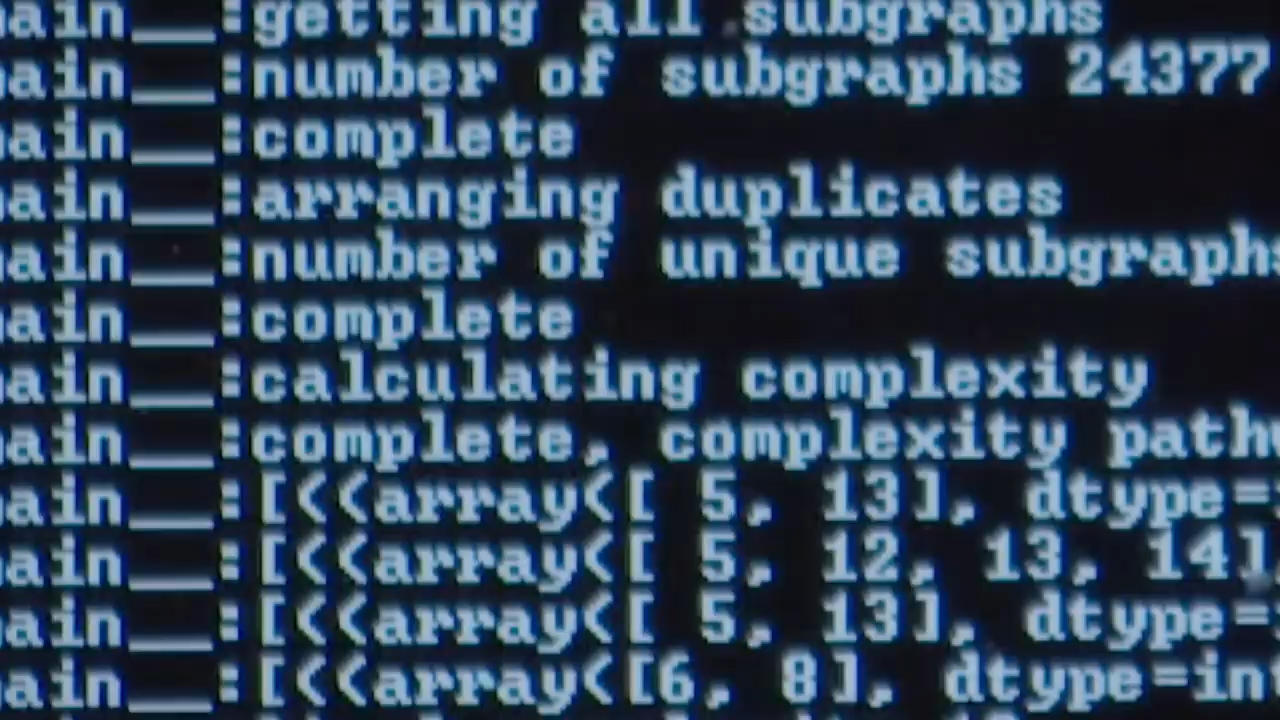 ain__:getting all subgraphs
ain__:number of subgraphs 24377
ain__:complete
ain__:arranging duplicates
ain__:number of unique subgraphs
ain__:complete
ain__:calculating complexity
ain__:complete, complexity path
ain__:[((array([ 5, 13], dtype=
ain__:[((array([ 5, 12, 13, 14],
ain__:[((array([ 5, 13], dtype=
ain__:[((array([6, 8], dtype=int